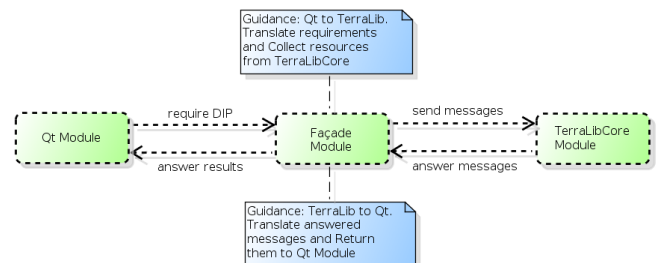 Guidance: Qt to TerraLib.
Translate requirements
and Collect resources
from TerraLibCore
require DIP
send messages
Qt Module
Façade
Module
TerraLibCore
Module
answer results
answer messages
Guidance: TerraLib to Qt.
Translate answered
messages and Return
them to Qt Module